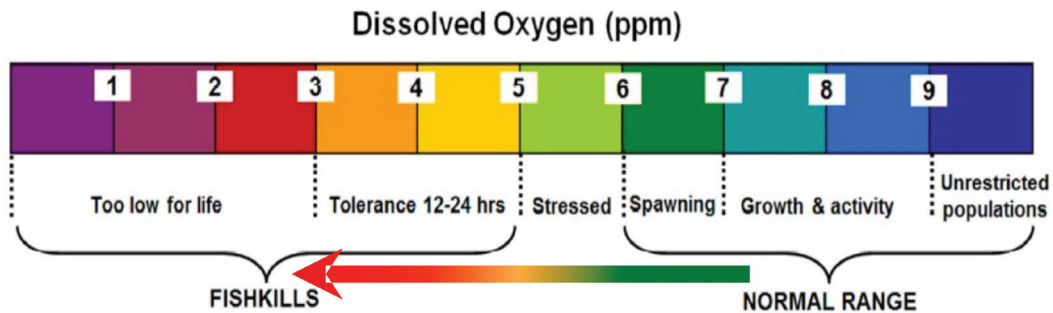 Dissolved Oxygen (ppm)
1 2 3 4 5 6 7 8 9
Too low for life Tolerance 12-24 hrs Stressed Spawning Growth & activity Unrestricted
populations
FISHKILLS NORMAL RANGE